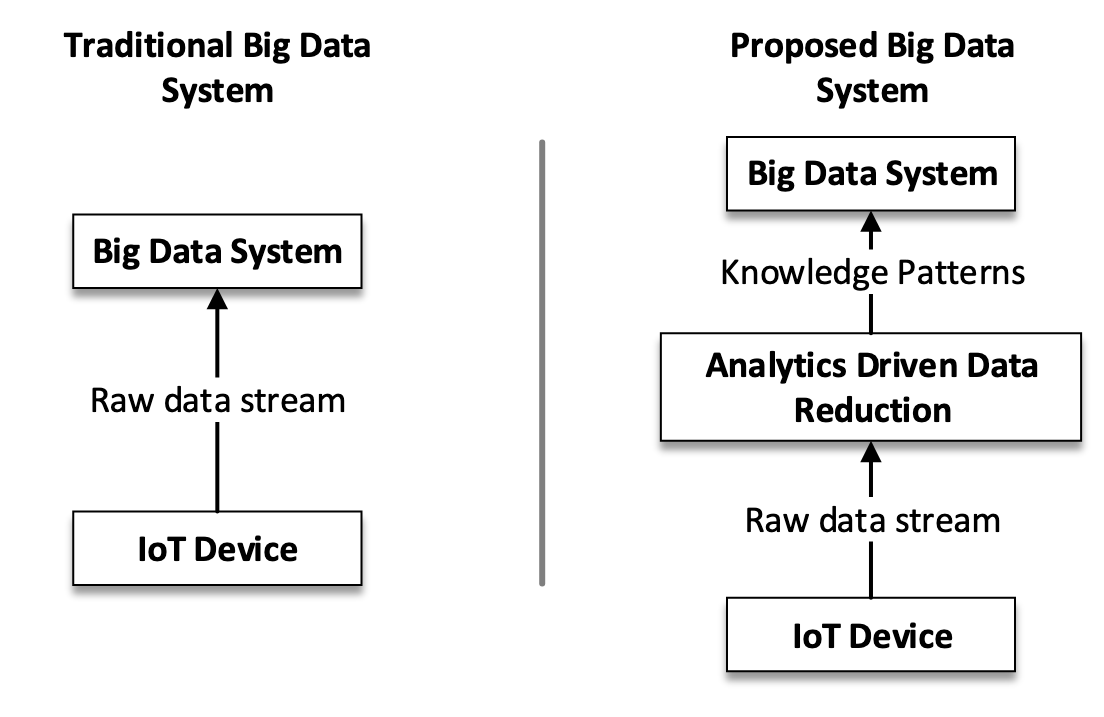 Traditional Big Data
System
Big Data System
Raw data stream
IoT Device
Proposed Big Data
System
Big Data System
Knowledge Patterns
Analytics Driven Data
Reduction
Raw data stream
IoT Device